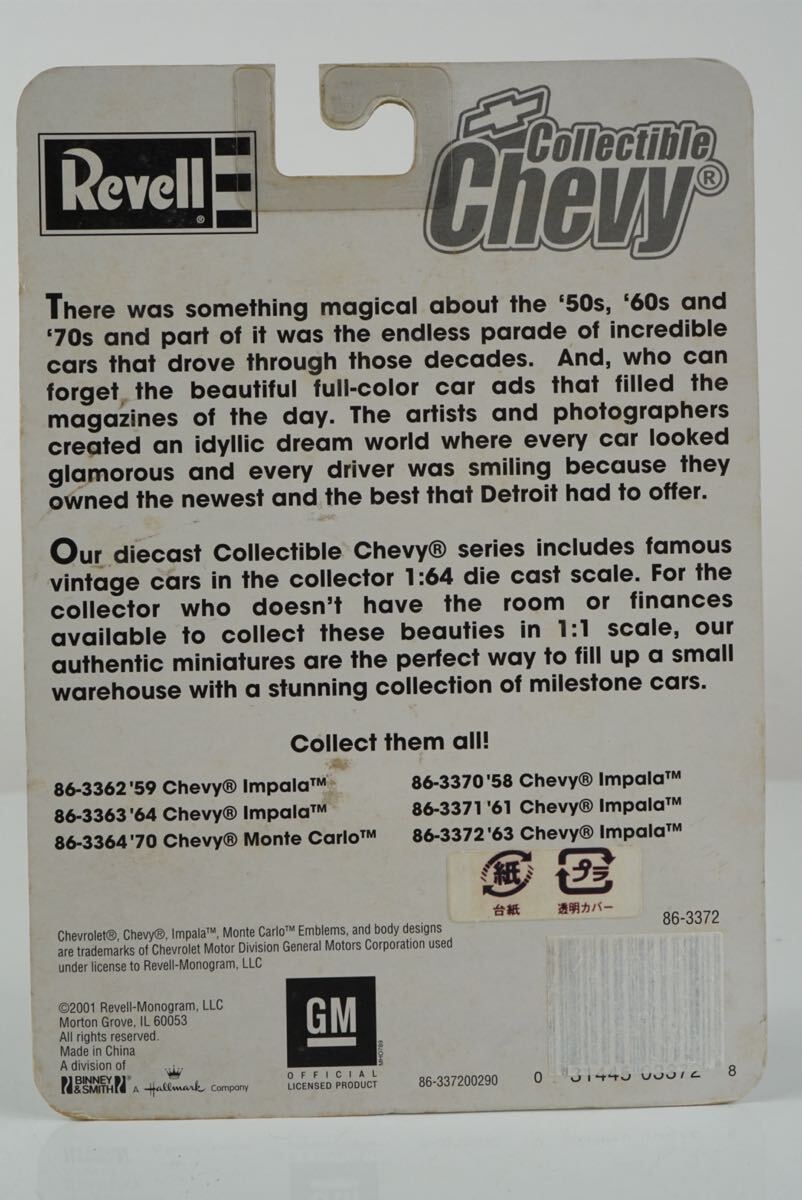 Revell®
Collectible
Chevy®
There was something magical about the '50s, '60s and
'70s and part of it was the endless parade of incredible
cars that drove through those decades. And, who can
forget the beautiful full-color car ads that filled the
magazines of the day. The artists and photographers
created an idyllic dream world where every car looked
glamorous and every driver was smiling because they
owned the newest and the best that Detroit had to offer.
Our diecast Collectible Chevy® series includes famous
vintage cars in the collector 1:64 die cast scale. For the
collector who doesn't have the room or finances
available to collect these beauties in 1:1 scale, our
authentic miniatures are the perfect way to fill up a small
warehouse with a stunning collection of milestone cars.
Collect them all!
86-3362 '59 Chevy® Impala™
86-3363 '64 Chevy® Impala™
86-3364 '70 Chevy® Monte Carlo™
86-3370 '58 Chevy® Impala™
86-3371 '61 Chevy® Impala™
86-3372 '63 Chevy® Impala™
紙 プラ
台紙 透明カバー
86-3372
Chevrolet®, Chevy®, Impala™, Monte Carlo™ Emblems, and body designs
are trademarks of Chevrolet Motor Division General Motors Corporation used
under license to Revell-Monogram, LLC
©2001 Revell-Monogram, LLC
Morton Grove, IL 60053
All rights reserved.
Made in China
A division of
BINNEY
& SMITH® A Hallmark Company
GM
OFFICIAL
LICENSED PRODUCT
MHD789
86-337200290
0 31445 03372 8